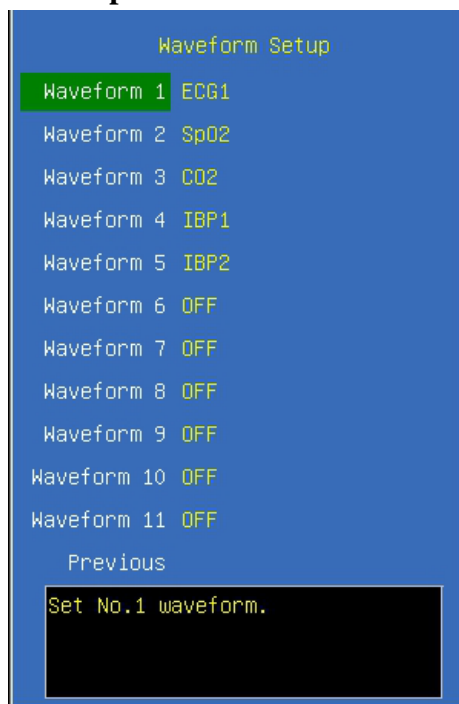 Waveform Setup
Waveform 1 ECG1
Waveform 2 SpO2
Waveform 3 CO2
Waveform 4 IBP1
Waveform 5 IBP2
Waveform 6 OFF
Waveform 7 OFF
Waveform 8 OFF
Waveform 9 OFF
Waveform 10 OFF
Waveform 11 OFF
Previous
Set No.1 waveform.